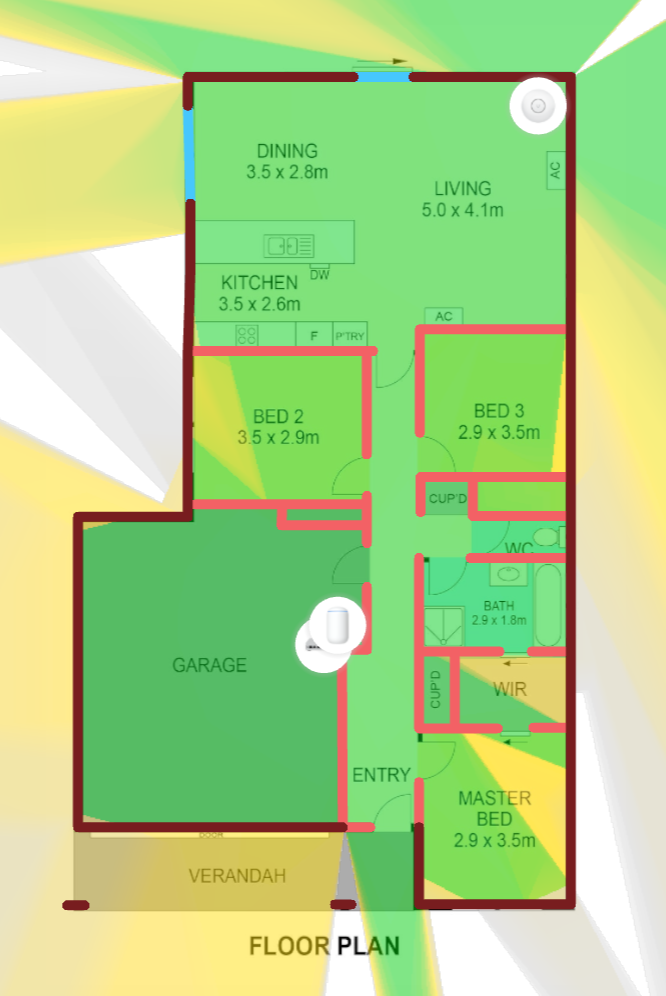 DINING
3.5 x 2.8m
AC
LIVING
5.0 x 4.1m
DW
KITCHEN
3.5 x 2.6m
AC
F
P'TRY
BED 2
3.5 x 2.9m
BED 3
2.9 x 3.5m
CUP'D
WC
BATH
2.9 x 1.8m
GARAGE
CUP'D
WIR
ENTRY
MASTER
BED
2.9 x 3.5m
DOOR
VERANDAH
FLOOR PLAN